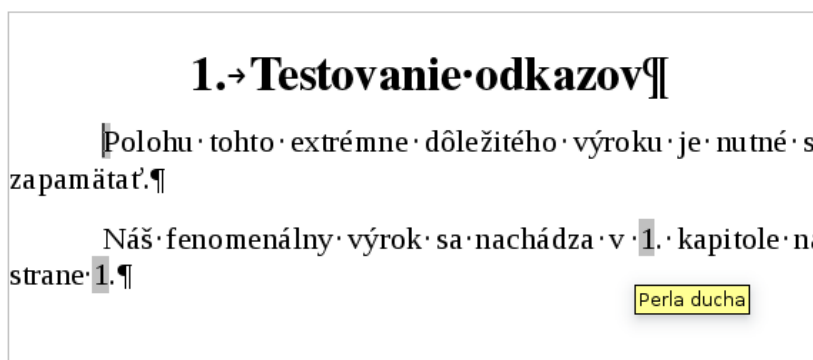 1.→Testovanie·odkazov¶
Polohu·tohto·extrémne·dôležitého·výroku·je·nutné·s
zapamätať.¶
Náš·fenomenálny·výrok·sa·nachádza·v·1.·kapitole·na
strane·1.¶
Perla ducha